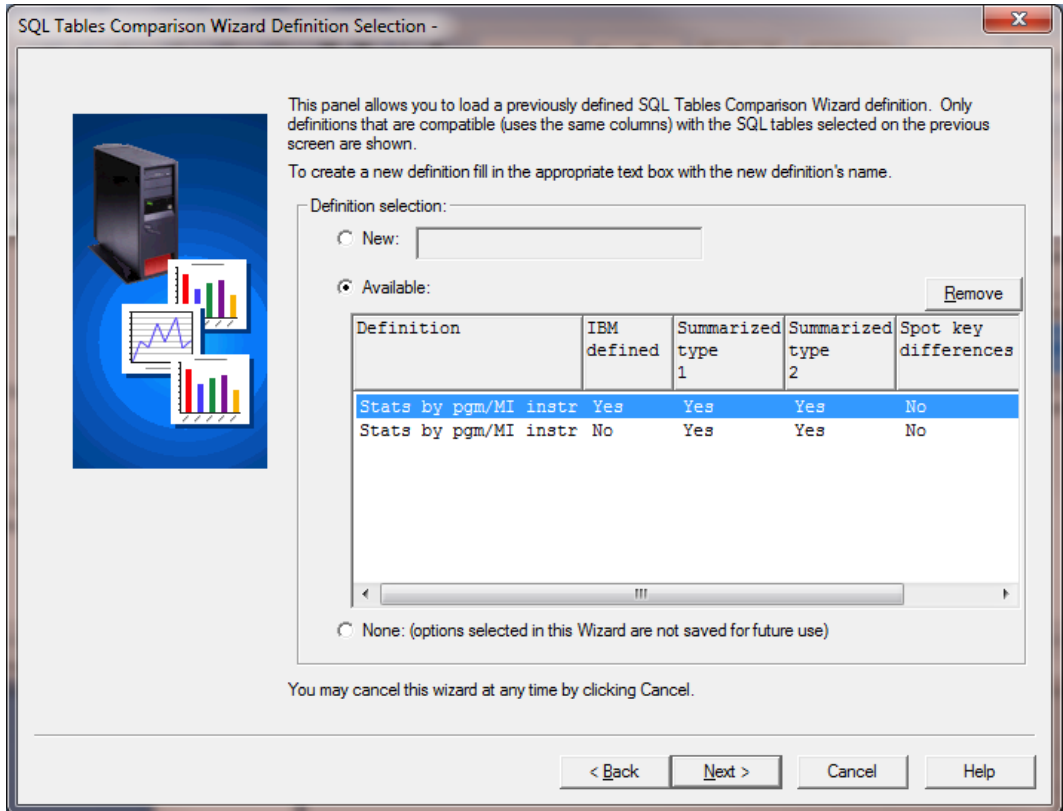 SQL Tables Comparison Wizard Definition Selection -
This panel allows you to load a previously defined SQL Tables Comparison Wizard definition. Only
definitions that are compatible (uses the same columns) with the SQL tables selected on the previous
screen are shown.
To create a new definition fill in the appropriate text box with the new definition's name.
Definition selection:
New:
Available:
Remove
Definition IBM Summarized Summarized Spot key
defined type type differences
1 2
Stats by pgm/MI instr Yes Yes Yes No
Stats by pgm/MI instr No Yes Yes No
None: (options selected in this Wizard are not saved for future use)
You may cancel this wizard at any time by clicking Cancel.
< Back Next > Cancel Help